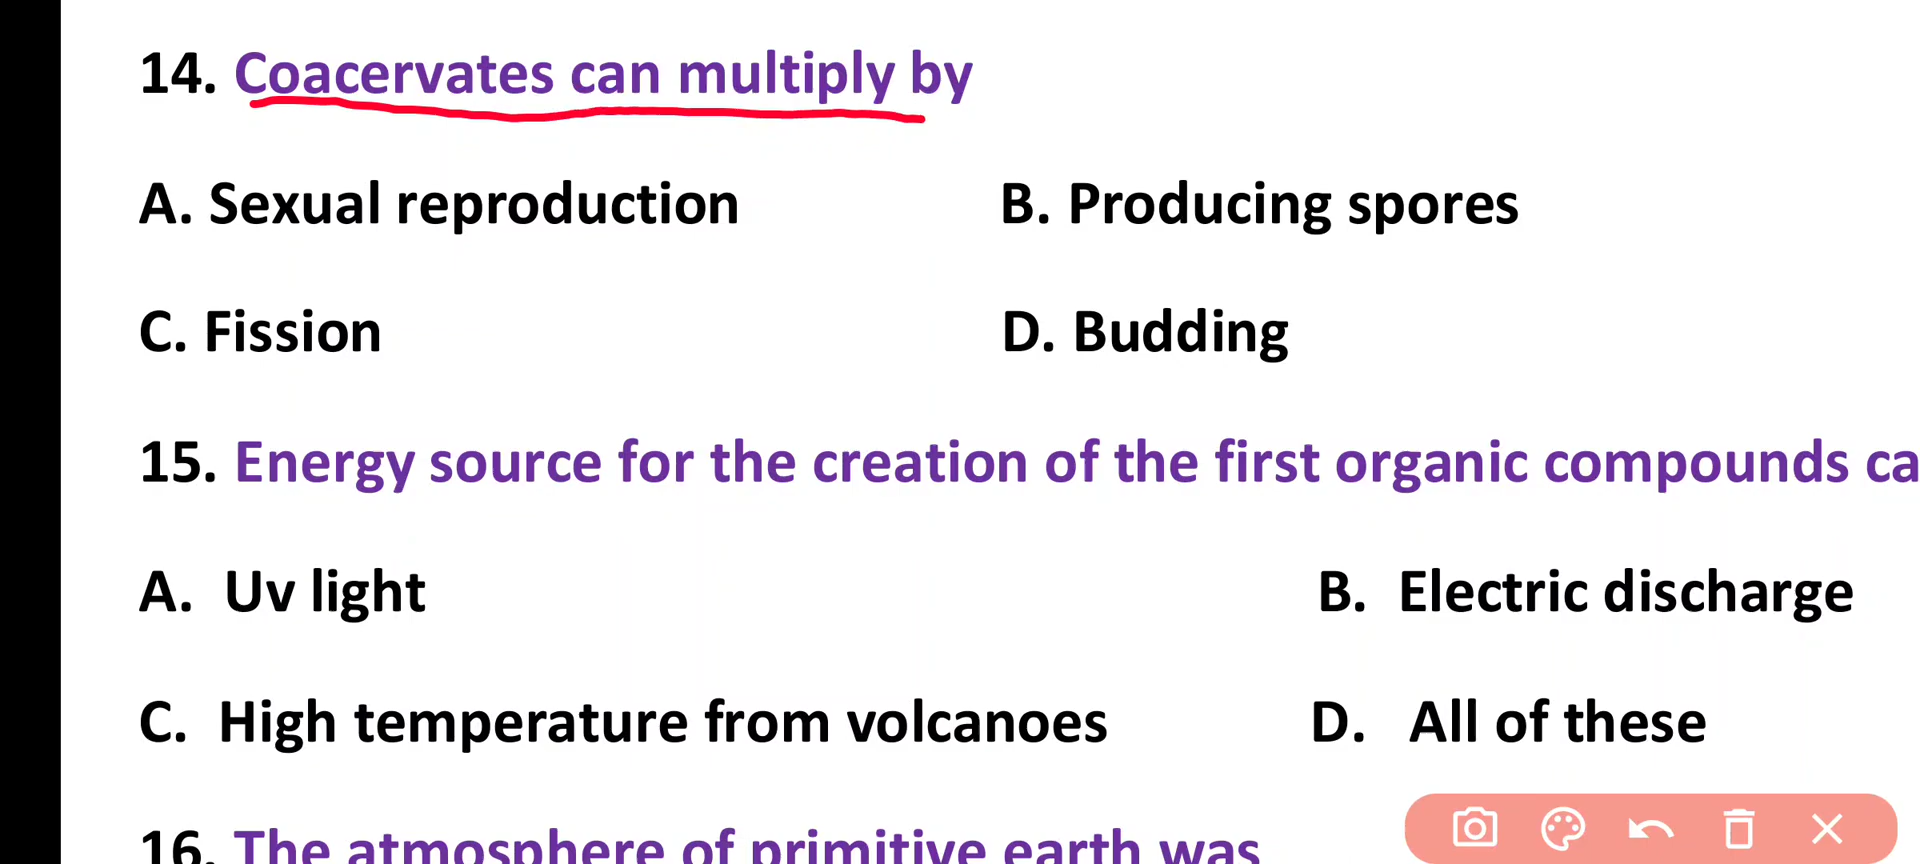 14. Coacervates can multiply by
A. Sexual reproduction B. Producing spores
C. Fission D. Budding
15. Energy source for the creation of the first organic compounds ca
A. Uv light B. Electric discharge
C. High temperature from volcanoes D. All of these
16. The atmosphere of primitive earth was